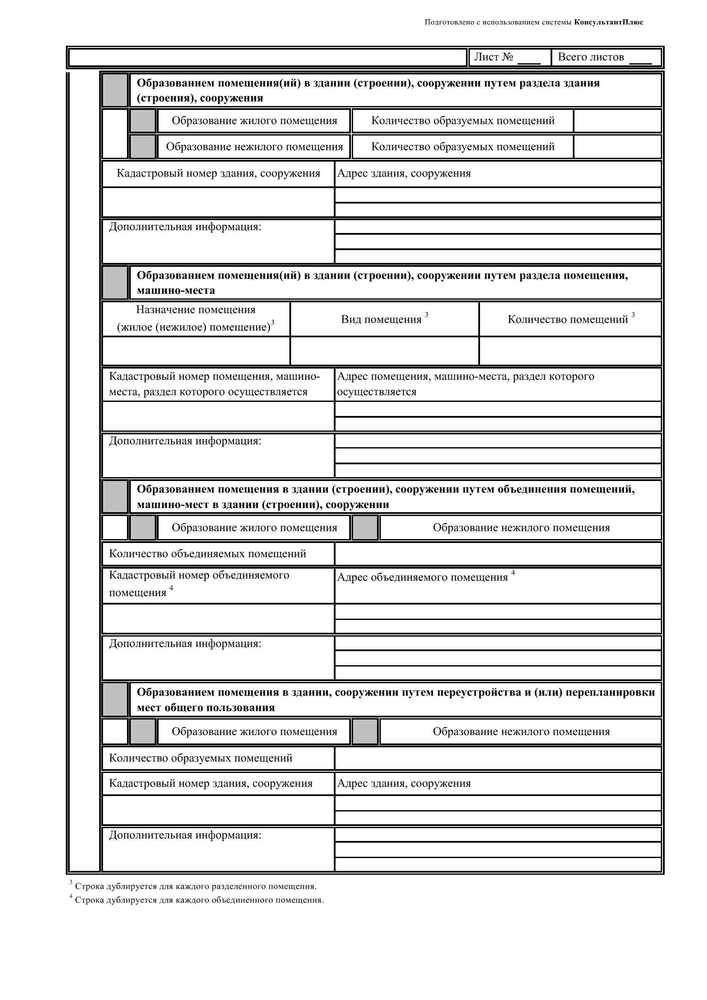 Подготовлено с использованием системы КонсультантПлюс
Лист № ____ Всего листов ____
Образованием помещения(ий) в здании (строении), сооружении путем раздела здания
(строения), сооружения
Образование жилого помещения Количество образуемых помещений
Образование нежилого помещения Количество образуемых помещений
Кадастровый номер здания, сооружения Адрес здания, сооружения
Дополнительная информация:
Образованием помещения(ий) в здании (строении), сооружении путем раздела помещения,
машино-места
Назначение помещения
(жилое (нежилое) помещение)3 Вид помещения 3 Количество помещений 3
Кадастровый номер помещения, машино- Адрес помещения, машино-места, раздел которого
места, раздел которого осуществляется осуществляется
Дополнительная информация:
Образованием помещения в здании (строении), сооружении путем объединения помещений,
машино-мест в здании (строении), сооружении
Образование жилого помещения Образование нежилого помещения
Количество объединяемых помещений
Кадастровый номер объединяемого Адрес объединяемого помещения 4
помещения 4
Дополнительная информация:
Образованием помещения в здании, сооружении путем переустройства и (или) перепланировки
мест общего пользования
Образование жилого помещения Образование нежилого помещения
Количество образуемых помещений
Кадастровый номер здания, сооружения Адрес здания, сооружения
Дополнительная информация:
3 Строка дублируется для каждого разделенного помещения.
4 Строка дублируется для каждого объединенного помещения.